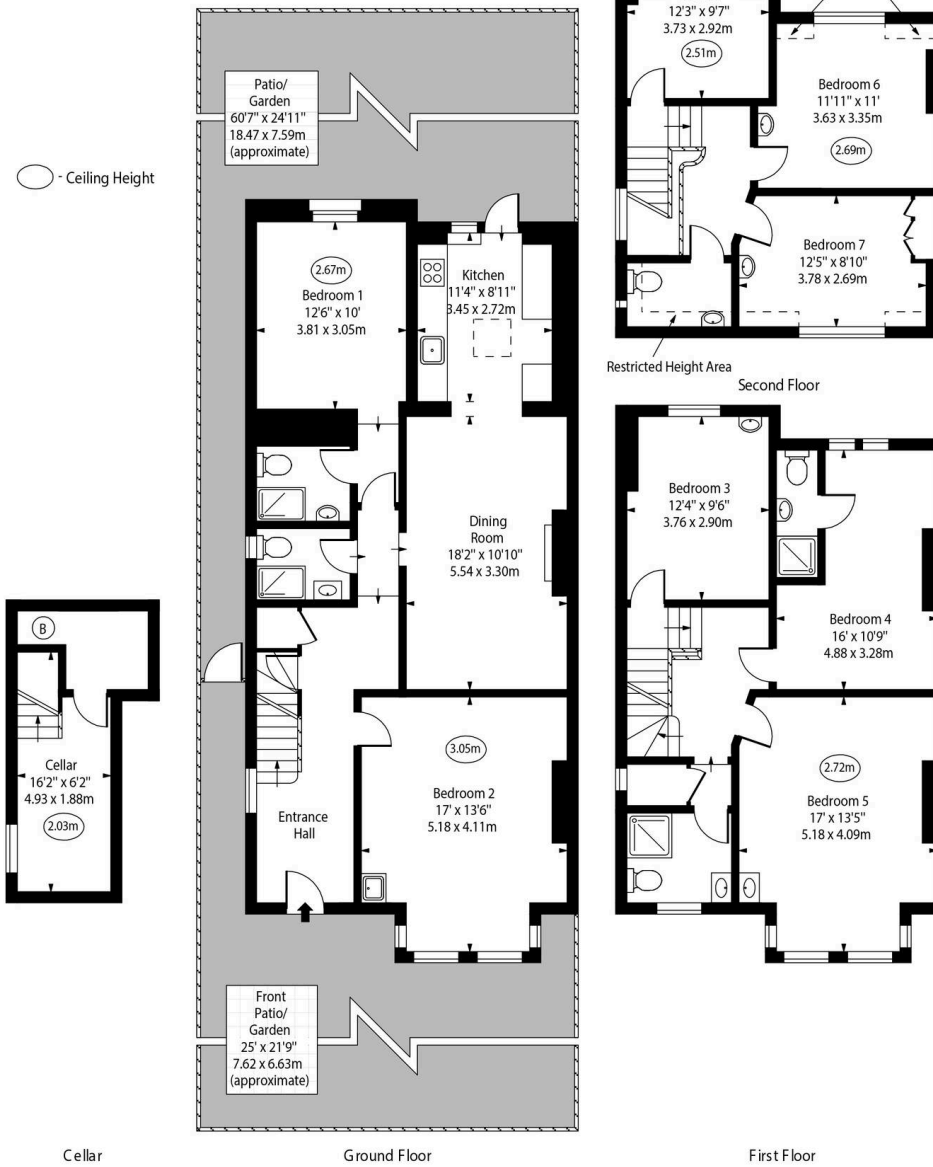 Patio/
Garden
60'7" x 24'11"
18.47 x 7.59m
(approximate)
- Ceiling Height
2.67m
Bedroom 1
12'6" x 10'
3.81 x 3.05m
Kitchen
11'4" x 8'11"
3.45 x 2.72m
Dining
Room
18'2" x 10'10"
5.54 x 3.30m
B
Cellar
16'2" x 6'2"
4.93 x 1.88m
2.03m
Entrance
Hall
3.05m
Bedroom 2
17' x 13'6"
5.18 x 4.11m
Front
Patio/
Garden
25' x 21'9"
7.62 x 6.63m
(approximate)
Cellar
Ground Floor
12'3" x 9'7"
3.73 x 2.92m
2.51m
Bedroom 6
11'11" x 11'
3.63 x 3.35m
2.69m
Bedroom 7
12'5" x 8'10"
3.78 x 2.69m
Restricted Height Area
Second Floor
Bedroom 3
12'4" x 9'6"
3.76 x 2.90m
Bedroom 4
16' x 10'9"
4.88 x 3.28m
2.72m
Bedroom 5
17' x 13'5"
5.18 x 4.09m
First Floor